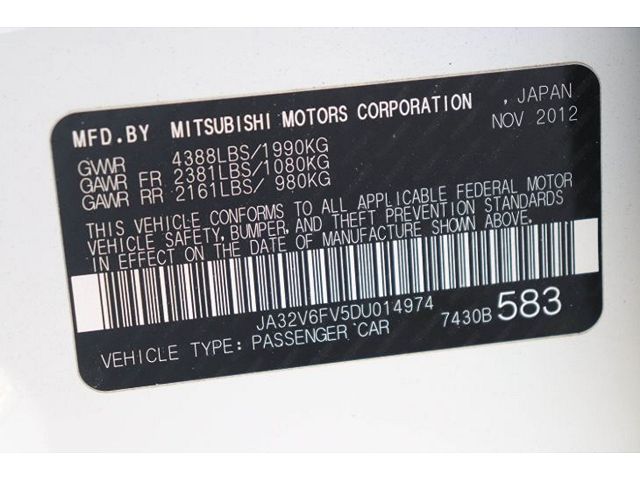 MFD.BY MITSUBISHI MOTORS CORPORATION , JAPAN
NOV 2012
GVWR 4388LBS/1990KG
GAWR FR 2381LBS/1080KG
GAWR RR 2161LBS/ 980KG
THIS VEHICLE CONFORMS TO ALL APPLICABLE FEDERAL MOTOR
VEHICLE SAFETY, BUMPER, AND THEFT PREVENTION STANDARDS
IN EFFECT ON THE DATE OF MANUFACTURE SHOWN ABOVE.
JA32V6FV5DU014974
7430B 583
VEHICLE TYPE: PASSENGER CAR